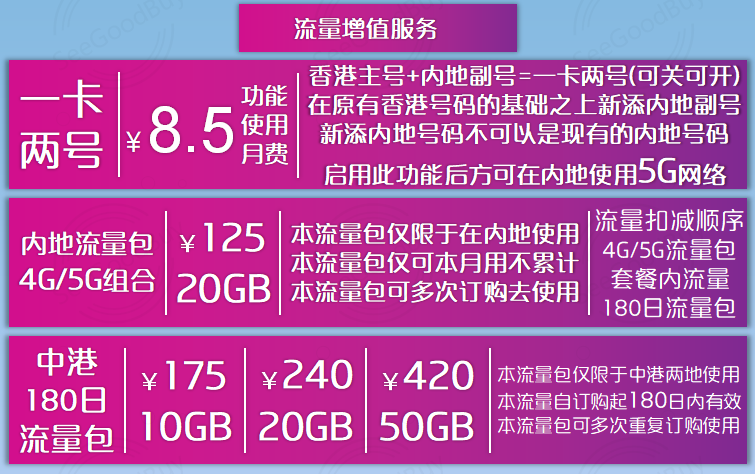 流量增值服务
一卡
两号
¥8.5
功能
使用
月费
香港主号+内地副号=一卡两号(可关可开)
在原有香港号码的基础之上新添内地副号
新添内地号码不可以是现有的内地号码
启用此功能后方可在内地使用5G网络
内地流量包
4G/5G组合
¥125
20GB
本流量包仅限于在内地使用
本流量包仅可本月用不累计
本流量包可多次订购去使用
流量扣减顺序
4G/5G流量包
套餐内流量
180日流量包
中港
180日
流量包
¥175
10GB
¥240
20GB
¥420
50GB
本流量包仅限于中港两地使用
本流量自订购起180日内有效
本流量包可多次重复订购使用